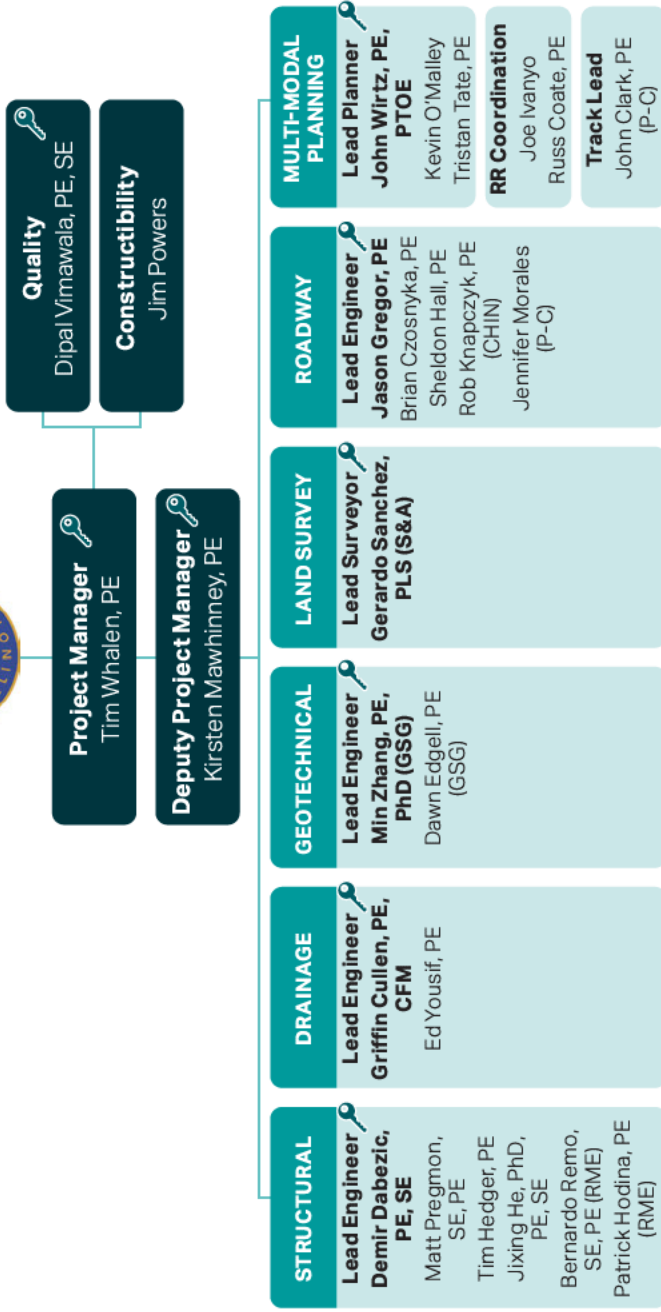 LLINO
Project Manager
Tim Whalen, PE
Deputy Project Manager
Kirsten Mawhinney, PE
Quality
Dipal Vimawala, PE, SE
Constructibility
Jim Powers
STRUCTURAL
Lead Engineer
Demir Dabezic,
PE, SE
Matt Pregmon,
SE, PE
Tim Hedger, PE
Jixing He, PhD,
PE, SE
Bernardo Remo,
SE, PE (RME)
Patrick Hodina, PE
(RME)
DRAINAGE
Lead Engineer
Griffin Cullen, PE,
CFM
Ed Yousif, PE
GEOTECHNICAL
Lead Engineer
Min Zhang, PE,
PhD (GSG)
Dawn Edgell, PE
(GSG)
LAND SURVEY
Lead Surveyor
Gerardo Sanchez,
PLS (S&A)
ROADWAY
Lead Engineer
Jason Gregor, PE
Brian Czosnyka, PE
Sheldon Hall, PE
Rob Knapczyk, PE
(CHIN)
Jennifer Morales
(P-C)
MULTI-MODAL
PLANNING
Lead Planner
John Wirtz, PE,
PTOE
Kevin O'Malley
Tristan Tate, PE
RR Coordination
Joe Ivanyo
Russ Coate, PE
Track Lead
John Clark, PE
(P-C)